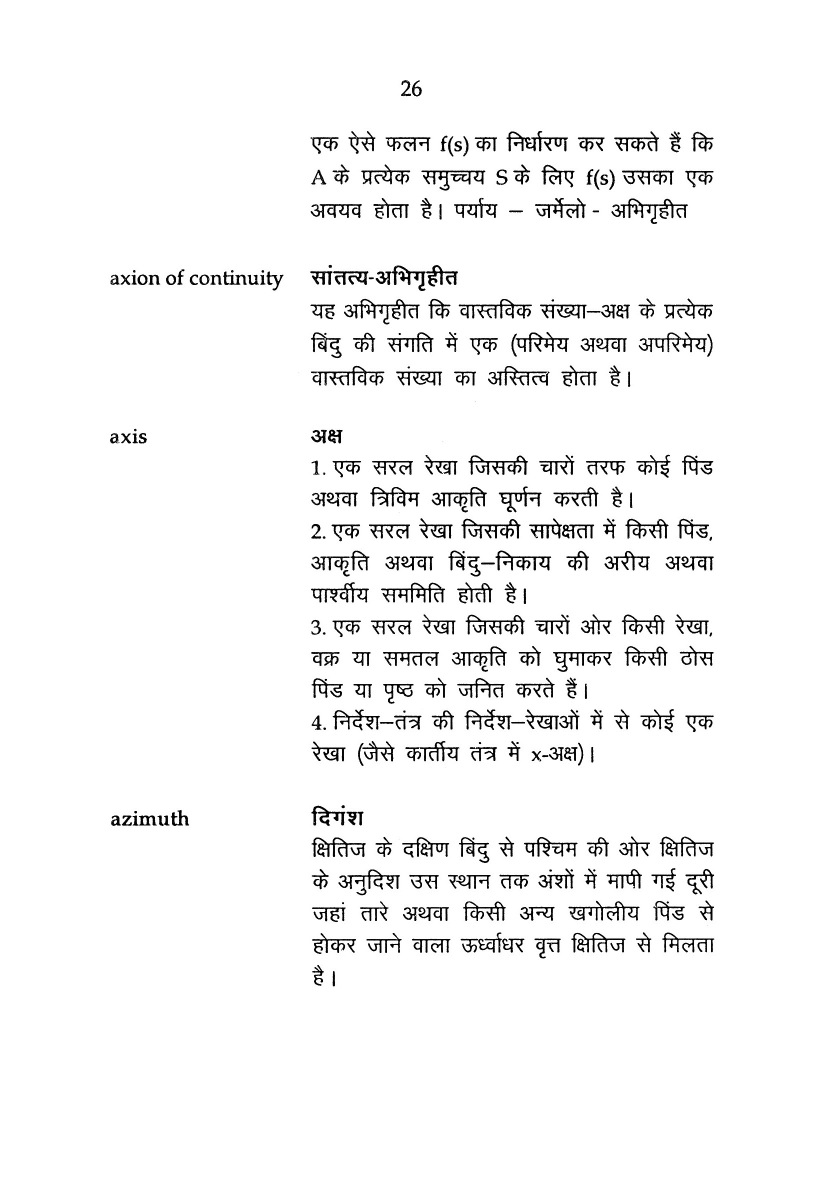 26
एक ऐसे फलन f(s) का निर्धारण कर सकते हैं कि
A के प्रत्येक समुच्चय S के लिए f(s) उसका एक
अवयव होता है। पर्याय – जर्मेलो - अभिगृहीत
axion of continuity सांतत्य-अभिगृहीत
यह अभिगृहीत कि वास्तविक संख्या–अक्ष के प्रत्येक
बिंदु की संगति में एक (परिमेय अथवा अपरिमेय)
वास्तविक संख्या का अस्तित्व होता है।
axis अक्ष
1. एक सरल रेखा जिसकी चारों तरफ कोई पिंड
अथवा त्रिविम आकृति घूर्णन करती है।
2. एक सरल रेखा जिसकी सापेक्षता में किसी पिंड,
आकृति अथवा बिंदु–निकाय की अरीय अथवा
पार्श्वीय सममिति होती है।
3. एक सरल रेखा जिसकी चारों ओर किसी रेखा,
वक्र या समतल आकृति को घुमाकर किसी ठोस
पिंड या पृष्ठ को जनित करते हैं।
4. निर्देश–तंत्र की निर्देश–रेखाओं में से कोई एक
रेखा (जैसे कार्तीय तंत्र में x-अक्ष)।
azimuth दिगंश
क्षितिज के दक्षिण बिंदु से पश्चिम की ओर क्षितिज
के अनुदिश उस स्थान तक अंशों में मापी गई दूरी
जहां तारे अथवा किसी अन्य खगोलीय पिंड से
होकर जाने वाला ऊर्ध्वाधर वृत्त क्षितिज से मिलता
है।